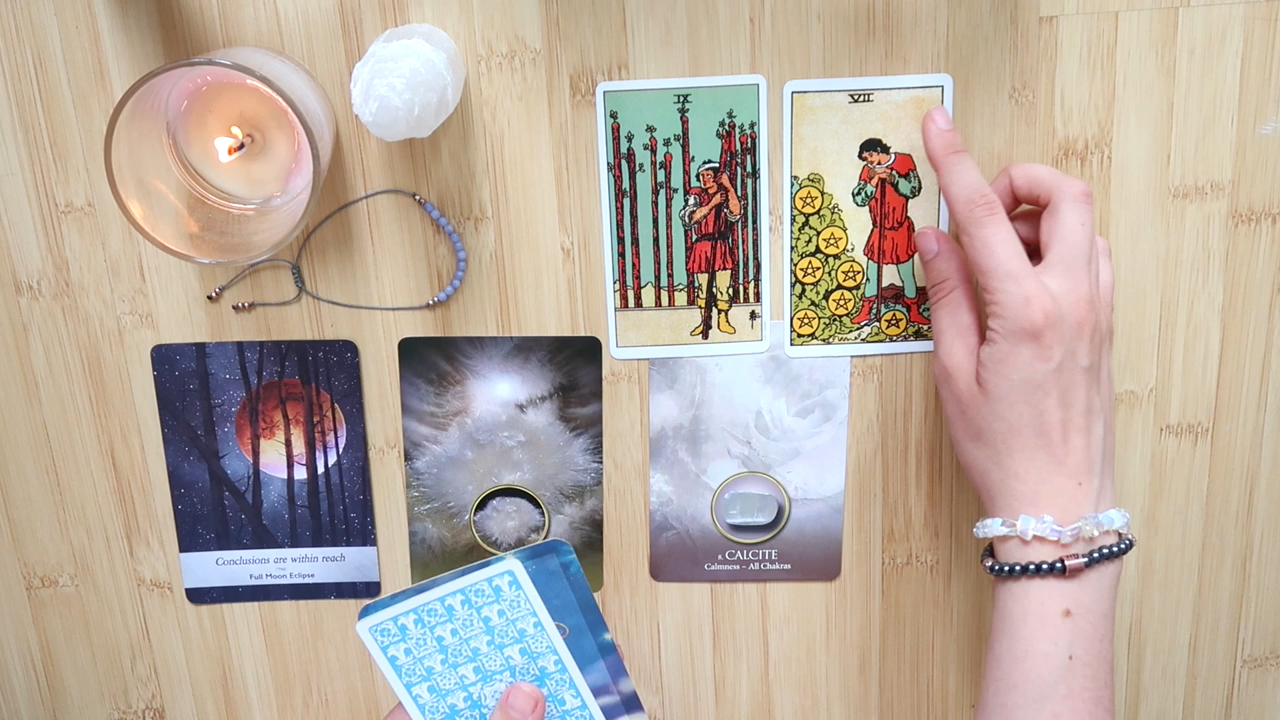 IX
VII
Conclusions are within reach
Full Moon Eclipse
8. CALCITE
Calmness – All Chakras